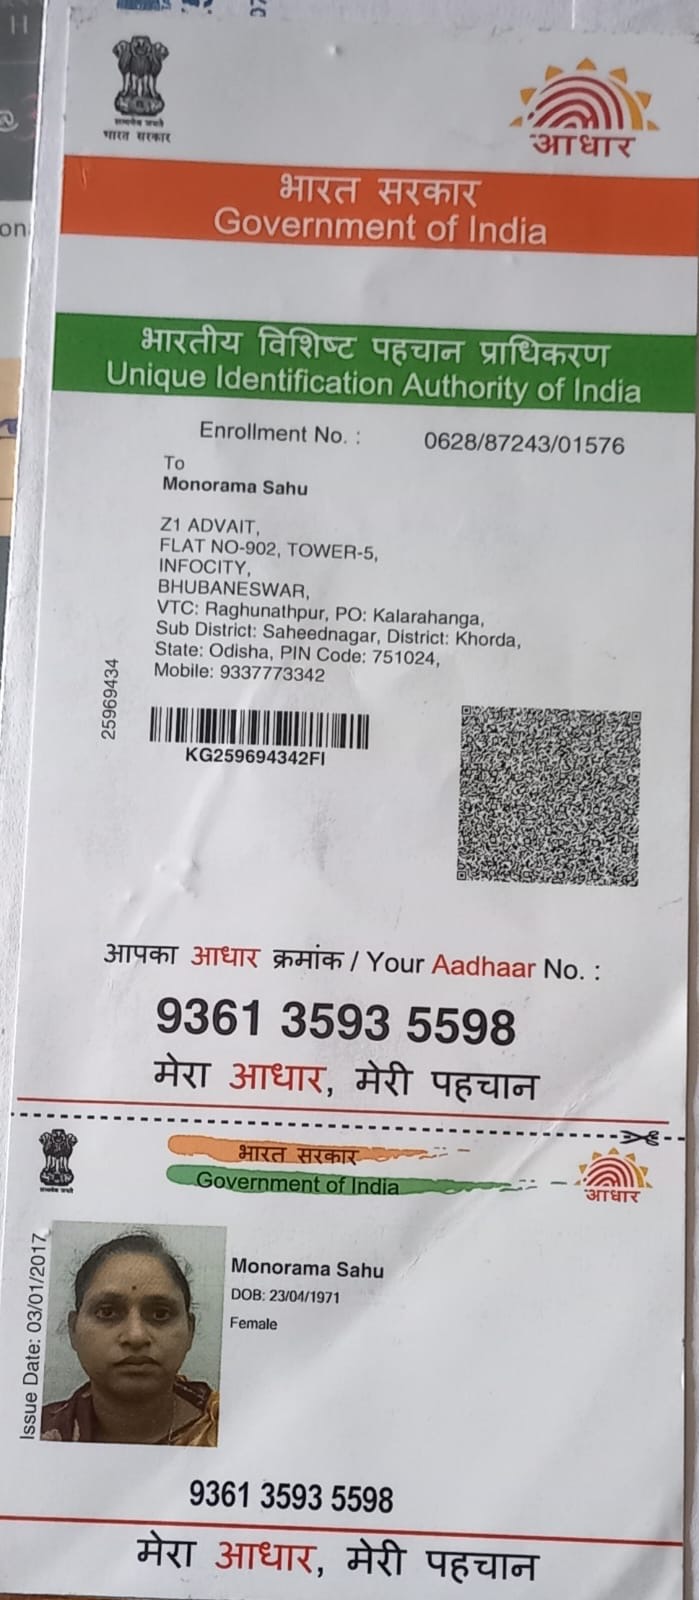 सत्यमेव जयते
भारत सरकार
आधार
भारत सरकार
Government of India
भारतीय विशिष्ट पहचान प्राधिकरण
Unique Identification Authority of India
Enrollment No. : 0628/87243/01576
To
Monorama Sahu
Z1 ADVAIT,
FLAT NO-902, TOWER-5,
INFOCITY,
BHUBANESWAR,
VTC: Raghunathpur, PO: Kalarahanga,
Sub District: Saheednagar, District: Khorda,
State: Odisha, PIN Code: 751024,
Mobile: 9337773342
25969434
KG259694342FI
आपका आधार क्रमांक / Your Aadhaar No. :
9361 3593 5598
मेरा आधार, मेरी पहचान
भारत सरकार
Government of India
आधार
Issue Date: 03/01/2017
Monorama Sahu
DOB: 23/04/1971
Female
9361 3593 5598
मेरा आधार, मेरी पहचान